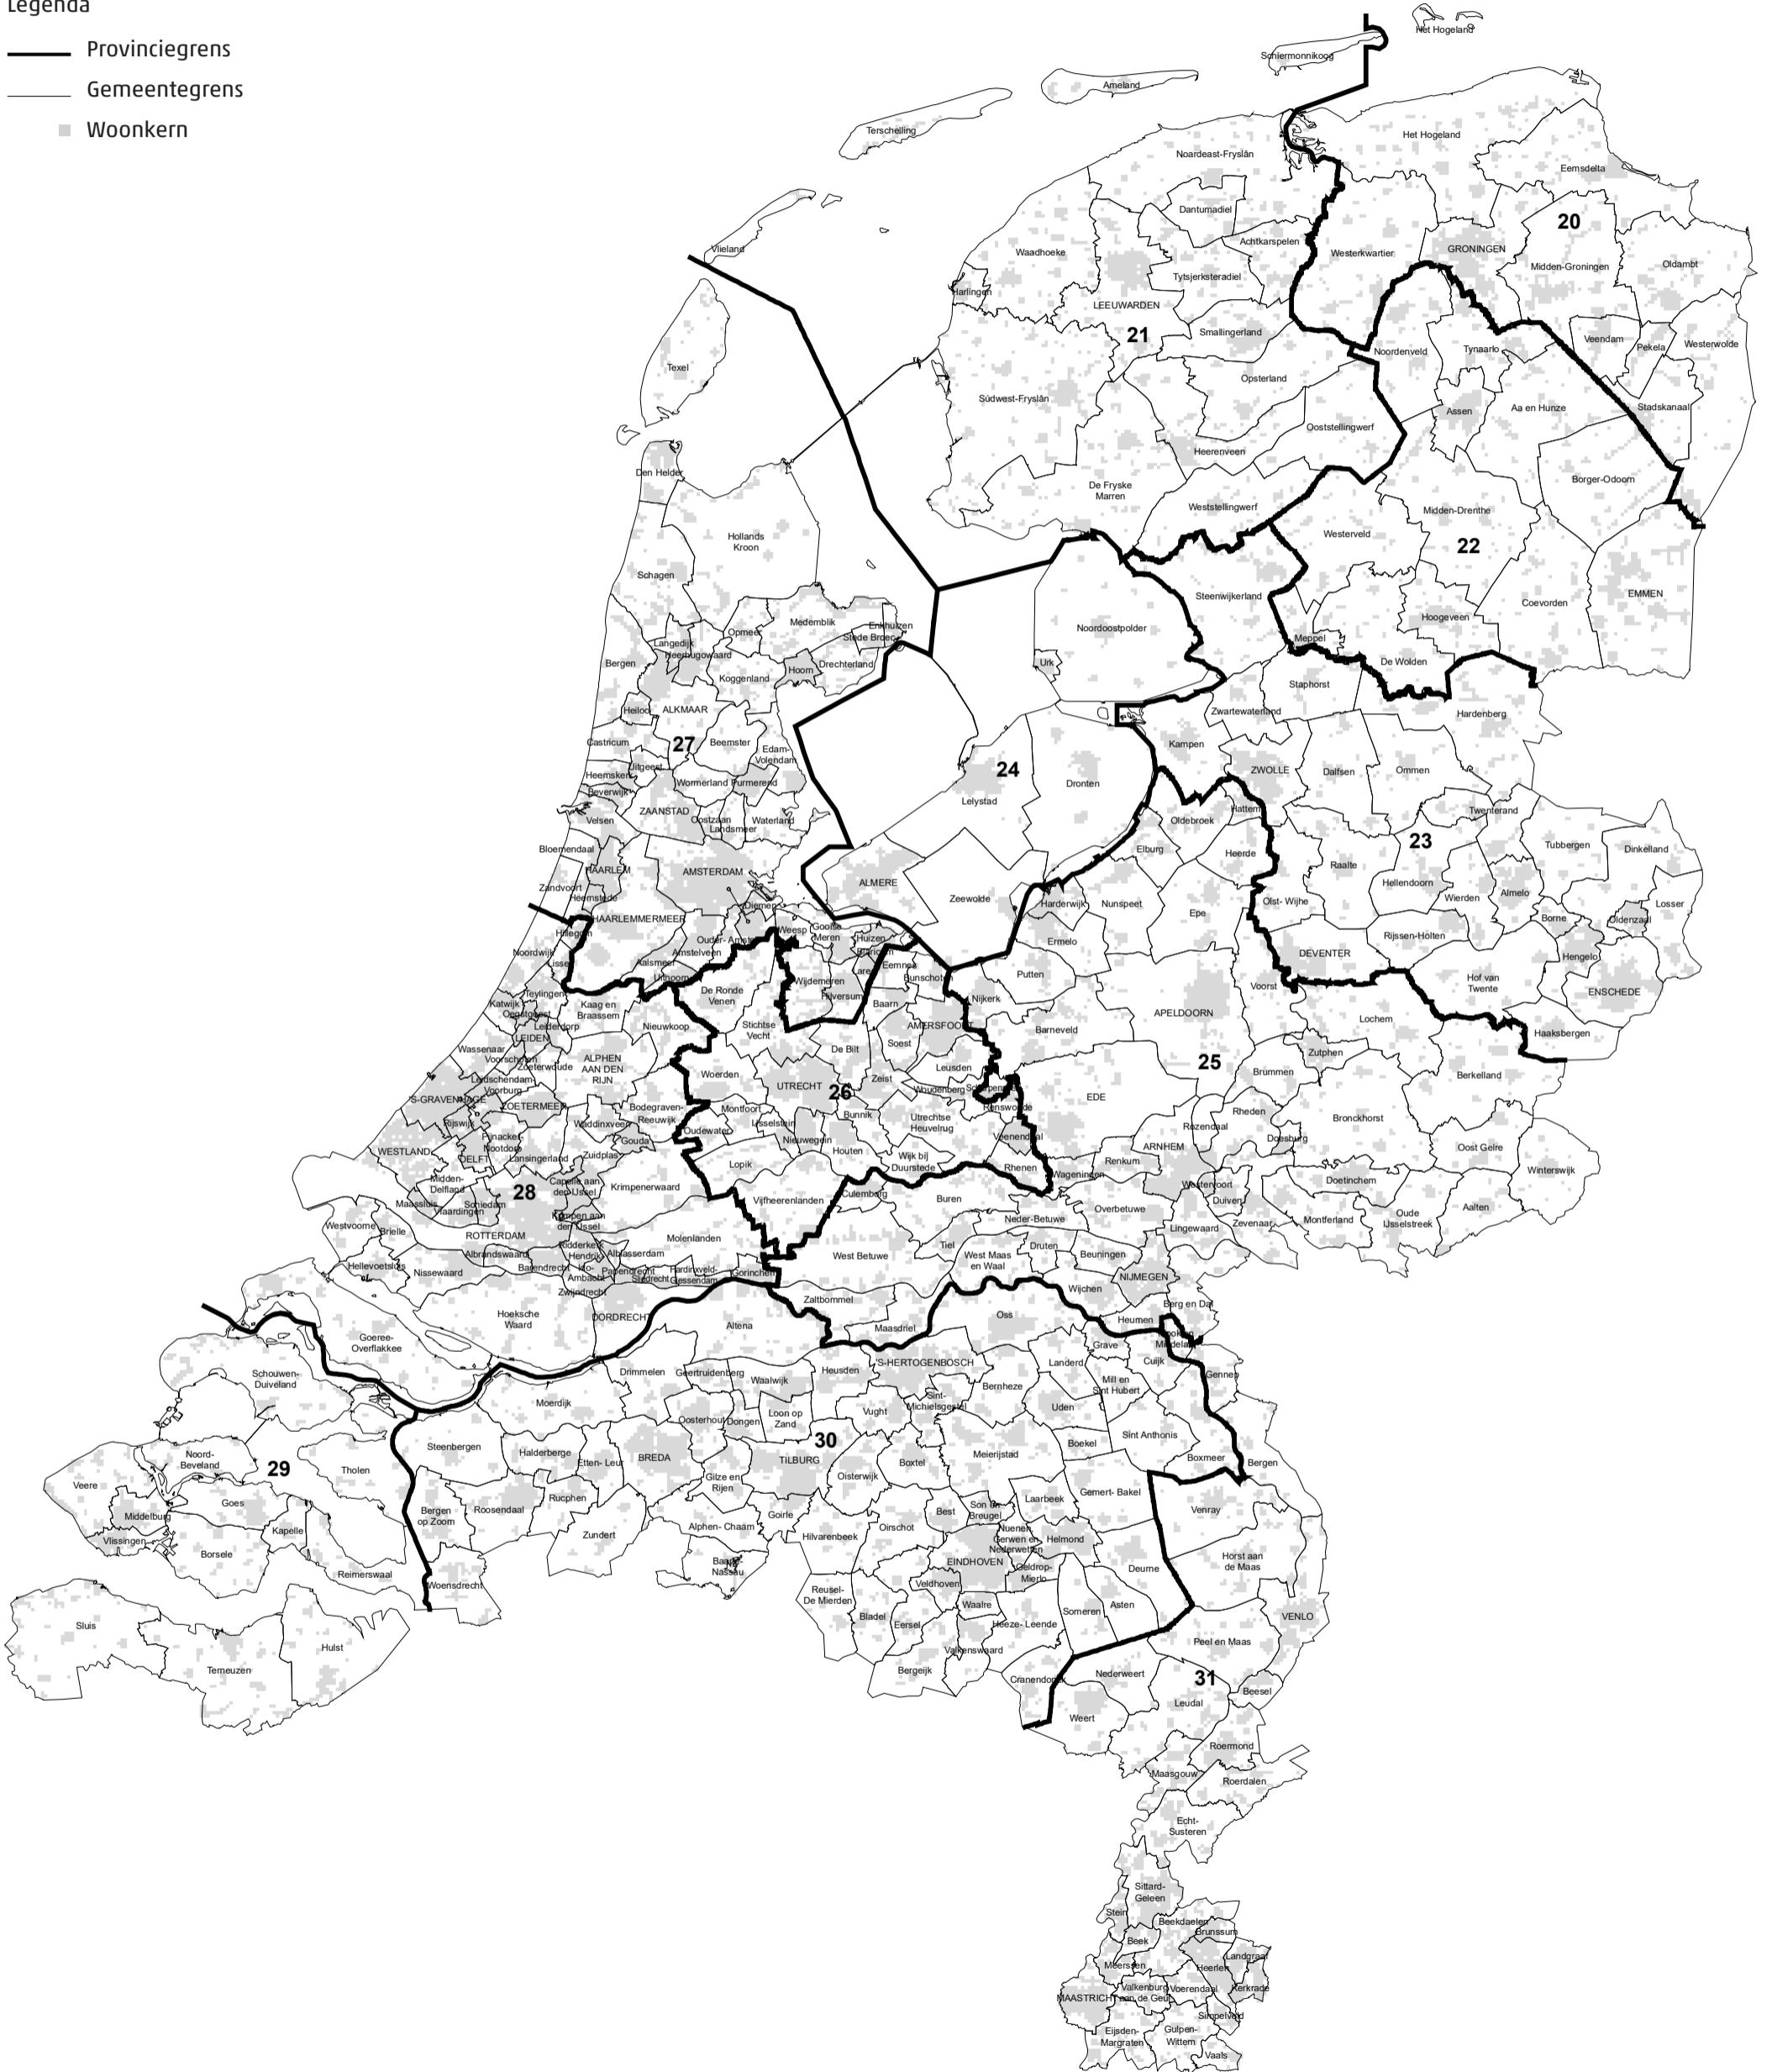 Legenda
Provinciegrens
Gemeentegrens
Woonkern
Het Hogeland
Schiermonnikoog
Ameland
Terschelling
Het Hogeland
Noardeast-Fryslân
Eemsdelta
Dantumadiel
20
Vlieland
Waadhoeke
Achtkarspelen
Westerkwartier
GRONINGEN
Midden-Groningen
Oldambt
Tytsjerksteradiel
Harlingen
LEEUWARDEN
21
Smallingerland
Noordenveld
Tynaarlo
Veendam
Pekela
Westerwolde
Texel
Opsterland
Súdwest-Fryslân
Assen
Aa en Hunze
Stadskanaal
Ooststellingwerf
Heerenveen
Den Helder
De Fryske
Marren
Borger-Odoom
Weststellingwerf
Midden-Drenthe
Hollands
Kroon
Westerveld
22
Schagen
Steenwijkerland
Coevorden
EMMEN
Noordoostpolder
Hoogeveen
Medemblik
Enkhuizen
Opmeer
Stede Broec
Langedijk
Heerhugowaard
Meppel
Bergen
Hoorn
Drechterland
Urk
De Wolden
Koggenland
Staphorst
Heiloo
ALKMAAR
Zwartewaterland
Hardenberg
Castricum
27
Beemster
Edam-
Volendam
Kampen
Uitgeest
24
ZWOLLE
Dalfsen
Ommen
Heemskerk
Wormerland
Purmerend
Dronten
Beverwijk
Lelystad
ZAANSTAD
Hattem
Twenterand
Velsen
Oostzaan
Landsmeer
Waterland
Oldebroek
Bloemendaal
Elburg
Heerde
23
Tubbergen
Dinkelland
HAARLEM
AMSTERDAM
Raalte
ALMERE
Hellendoorn
Almelo
Zandvoort
Heemstede
Zeewolde
Harderwijk
Nunspeet
Epe
Olst- Wijhe
Wierden
Losser
Diemen
HAARLEMMERMEER
Borne
Oldenzaal
Hillegom
Weesp
Gooise
Meren
Huizen
Ouder- Amstel
Ermelo
Rijssen-Holten
Noordwijk
Amstelveen
Blaricum
DEVENTER
Hengelo
Lisse
Aalsmeer
Eemnes
Laren
Uithoorn
Bunschoten
Putten
Hof van
Twente
Wijdemeren
Voorst
ENSCHEDE
Teylingen
De Ronde
Venen
Hilversum
Nijkerk
Katwijk
Kaag en
Braassem
Baarn
Oegstgeest
APELDOORN
Lochem
Leiderdorp
Nieuwkoop
Stichtse
Vecht
AMERSFOORT
Barneveld
Haaksbergen
LEIDEN
Soest
De Bilt
Wassenaar
Voorschoten
Zoeterwoude
ALPHEN
AAN DEN
RIJN
Zutphen
25
Leusden
Woerden
Brummen
Berkelland
Leidschendam-
Voorburg
UTRECHT
26
Zeist
Woudenberg
'S-GRAVENHAGE
ZOETERMEER
EDE
Renswoude
Bodegraven-
Reeuwijk
Montfoort
Rheden
Bronckhorst
Rijswijk
Waddinxveen
IJsselstein
Bunnik
Utrechtse
Heuvelrug
Rozendaal
Oudewater
Nieuwegein
Veenendaal
Doesburg
Pijnacker-
Nootdorp
Gouda
Houten
WESTLAND
DELFT
Lansingerland
Zuidplas
ARNHEM
Oost Gelre
Wijk bij
Duurstede
Rhenen
Renkum
Winterswijk
Lopik
Wageningen
Midden-
Delfland
Capelle aan
den IJssel
Krimpenerwaard
Westervoort
Doetinchem
28
Vijfheerenlanden
Culemborg
Buren
Duiven
Maassluis
Vlaardingen
Schiedam
Aalten
Overbetuwe
Oude
IJsselstreek
Krimpen aan
den IJssel
Neder-Betuwe
Lingewaard
Zevenaar
Montferland
Westvoorne
Brielle
ROTTERDAM
Molenlanden
Tiel
Druten
Beuningen
Ridderkerk
West Betuwe
West Maas
en Waal
Albrandswaard
Hendrik-
Ido-
Ambacht
Alblasserdam
Hellevoetsluis
Nissewaard
Barendrecht
Papendrecht
Sliedrecht
Hardinxveld-
Giessendam
Gorinchem
NIJMEGEN
Wijchen
Zwijndrecht
Zaltbommel
Berg en Dal
Hoeksche
Waard
DORDRECHT
Altena
Maasdriel
Oss
Heumen
Goeree-
Overflakkee
Grave
Drimmelen
Geertruidenberg
Waalwijk
Heusden
'S-HERTOGENBOSCH
Landerd
Cuijk
Schouwen-
Duiveland
Gennep
Bernheze
Mill en
Sint Hubert
Moerdijk
Sint-
Michielsgestel
Oosterhout
Dongen
Loon op
Zand
Vught
Uden
Sint Anthonis
Steenbergen
30
Boekel
Noord-
Beveland
Halderberge
Etten- Leur
BREDA
TILBURG
Boxtel
Meierijstad
Boxmeer
Bergen
29
Tholen
Oisterwijk
Veere
Gilze en
Rijen
Gemert- Bakel
Goes
Rucphen
Laarbeek
Venray
Middelburg
Bergen
op Zoom
Roosendaal
Goirle
Best
Son en
Breugel
Kapelle
Alphen- Chaam
Oirschot
Vlissingen
Zundert
Hilvarenbeek
Nuenen,
Gerwen en
Nederwetten
Helmond
Borsele
EINDHOVEN
Horst aan
de Maas
Reimerswaal
Baarle-
Nassau
Geldrop-
Mierlo
Deurne
Woensdrecht
Veldhoven
Reusel-
De Mierden
Waalre
Asten
Someren
VENLO
Sluis
Bladel
Eersel
Heeze- Leende
Hulst
Valkenswaard
Peel en Maas
Terneuzen
Bergeijk
Cranendonck
Nederweert
31
Beesel
Leudal
Weert
Roermond
Maasgouw
Roerdalen
Echt-
Susteren
Sittard-
Geleen
Stein
Beekdaelen
Brunssum
Beek
Landgraaf
Meerssen
Heerlen
Valkenburg
aan de Geul
Voerendaal
Kerkrade
MAASTRICHT
Simpelveld
Eijsden-
Margraten
Gulpen-
Wittem
Vaals